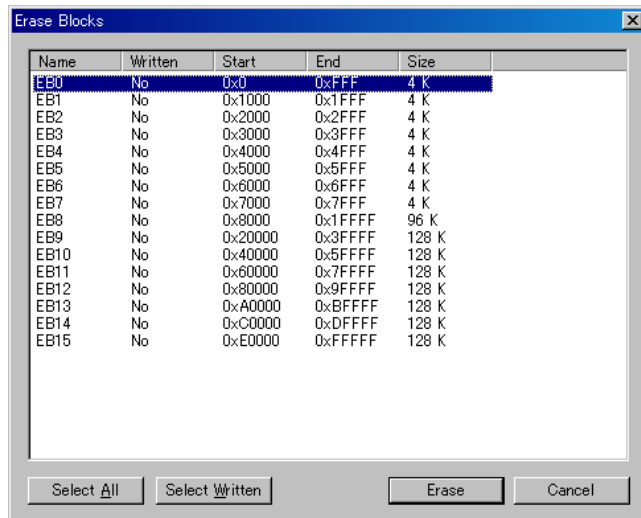 Erase Blocks
Name Written Start End Size
EB0 No 0x0 0xFFF 4 K
EB1 No 0x1000 0x1FFF 4 K
EB2 No 0x2000 0x2FFF 4 K
EB3 No 0x3000 0x3FFF 4 K
EB4 No 0x4000 0x4FFF 4 K
EB5 No 0x5000 0x5FFF 4 K
EB6 No 0x6000 0x6FFF 4 K
EB7 No 0x7000 0x7FFF 4 K
EB8 No 0x8000 0x1FFFF 96 K
EB9 No 0x20000 0x3FFFF 128 K
EB10 No 0x40000 0x5FFFF 128 K
EB11 No 0x60000 0x7FFFF 128 K
EB12 No 0x80000 0x9FFFF 128 K
EB13 No 0xA0000 0xBFFFF 128 K
EB14 No 0xC0000 0xDFFFF 128 K
EB15 No 0xE0000 0xFFFFF 128 K
Select All Select Written Erase Cancel